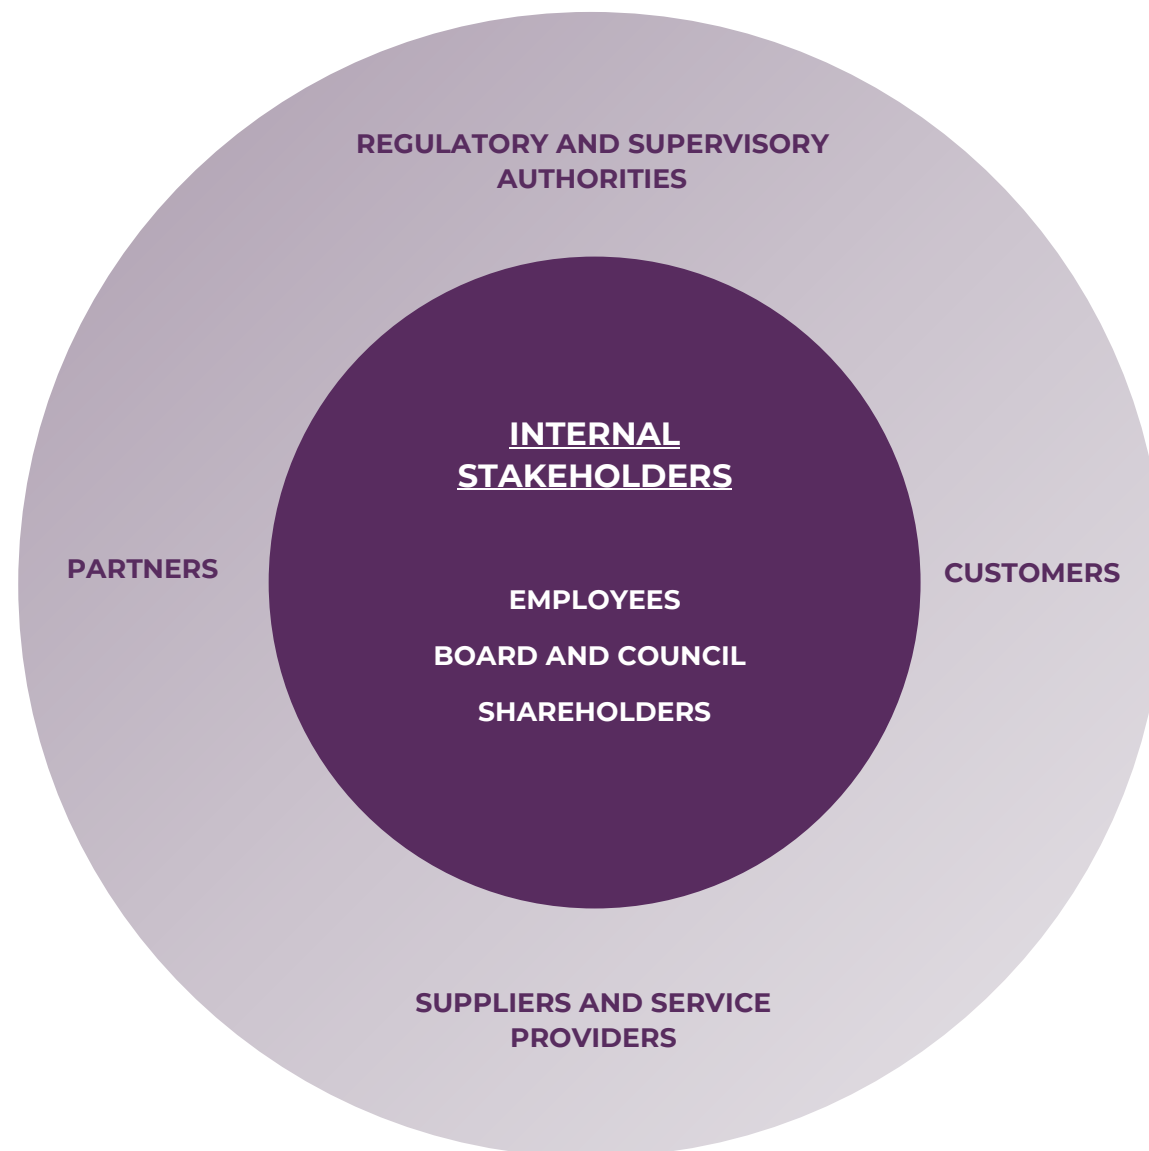 REGULATORY AND SUPERVISORY
AUTHORITIES
INTERNAL
STAKEHOLDERS
PARTNERS
CUSTOMERS
EMPLOYEES
BOARD AND COUNCIL
SHAREHOLDERS
SUPPLIERS AND SERVICE
PROVIDERS